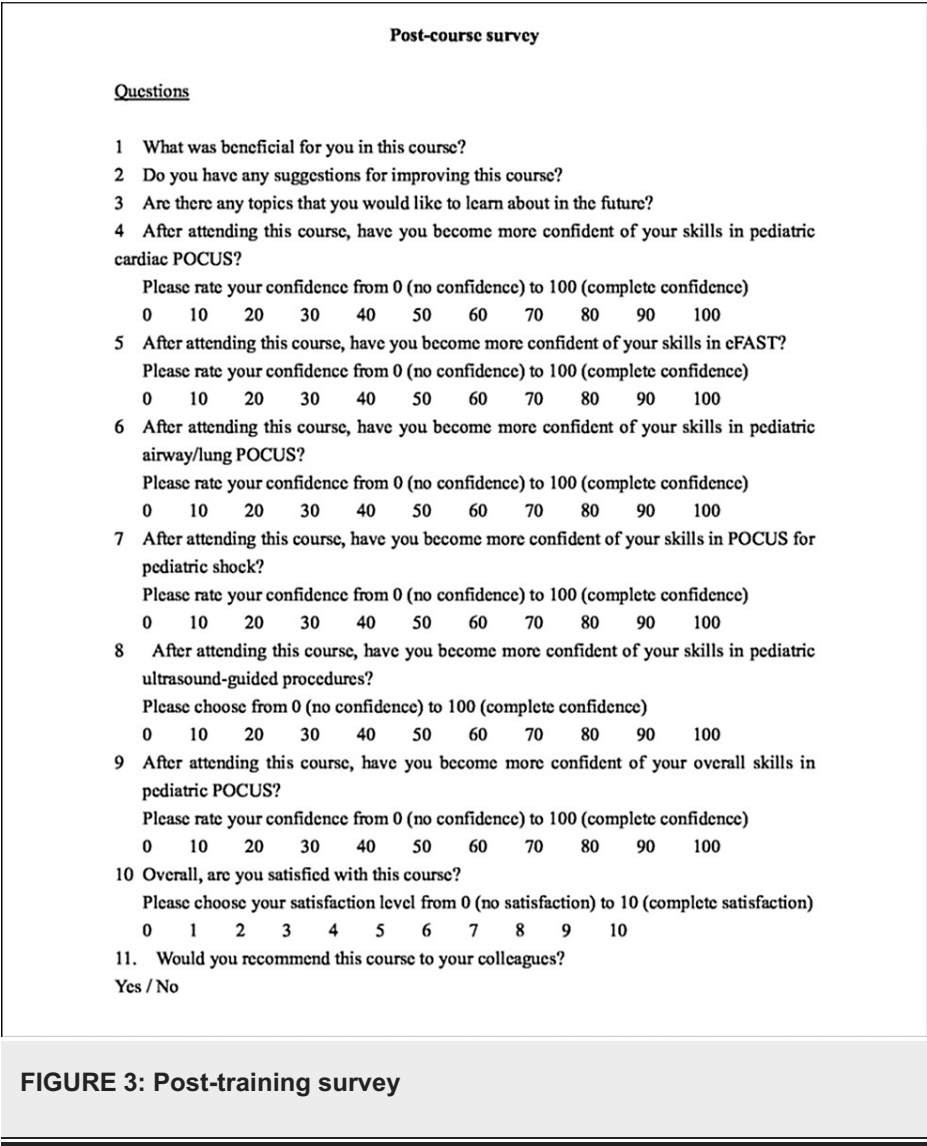 Post-course survey
Questions
1 What was beneficial for you in this course?
2 Do you have any suggestions for improving this course?
3 Are there any topics that you would like to learn about in the future?
4 After attending this course, have you become more confident of your skills in pediatric
cardiac POCUS?
Please rate your confidence from 0 (no confidence) to 100 (complete confidence)
0 10 20 30 40 50 60 70 80 90 100
5 After attending this course, have you become more confident of your skills in eFAST?
Please rate your confidence from 0 (no confidence) to 100 (complete confidence)
0 10 20 30 40 50 60 70 80 90 100
6 After attending this course, have you become more confident of your skills in pediatric
airway/lung POCUS?
Please rate your confidence from 0 (no confidence) to 100 (complete confidence)
0 10 20 30 40 50 60 70 80 90 100
7 After attending this course, have you become more confident of your skills in POCUS for
pediatric shock?
Please rate your confidence from 0 (no confidence) to 100 (complete confidence)
0 10 20 30 40 50 60 70 80 90 100
8 After attending this course, have you become more confident of your skills in pediatric
ultrasound-guided procedures?
Please choose from 0 (no confidence) to 100 (complete confidence)
0 10 20 30 40 50 60 70 80 90 100
9 After attending this course, have you become more confident of your overall skills in
pediatric POCUS?
Please rate your confidence from 0 (no confidence) to 100 (complete confidence)
0 10 20 30 40 50 60 70 80 90 100
10 Overall, are you satisfied with this course?
Please choose your satisfaction level from 0 (no satisfaction) to 10 (complete satisfaction)
0 1 2 3 4 5 6 7 8 9 10
11. Would you recommend this course to your colleagues?
Yes / No
FIGURE 3: Post-training survey